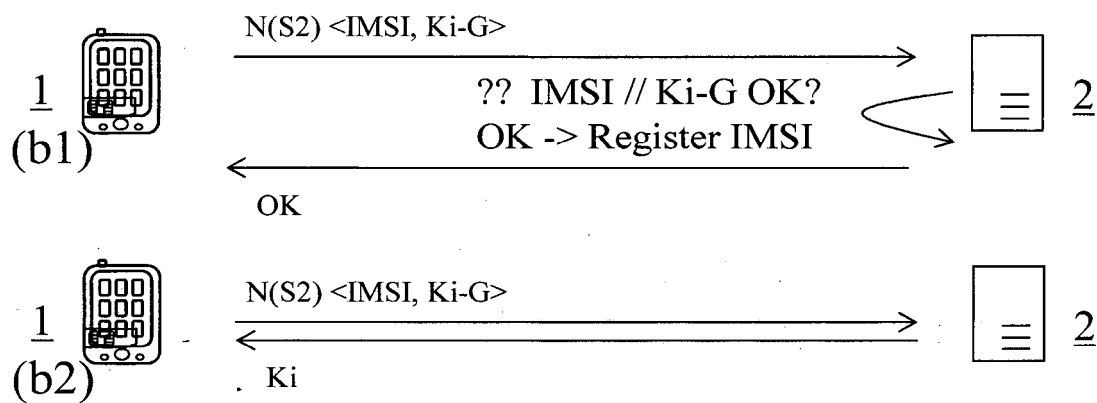 N(S2) <IMSI, Ki-G>
1
(b1)
?? IMSI // Ki-G OK?
OK -> Register IMSI
2
OK
N(S2) <IMSI, Ki-G>
1
(b2)
2
Ki